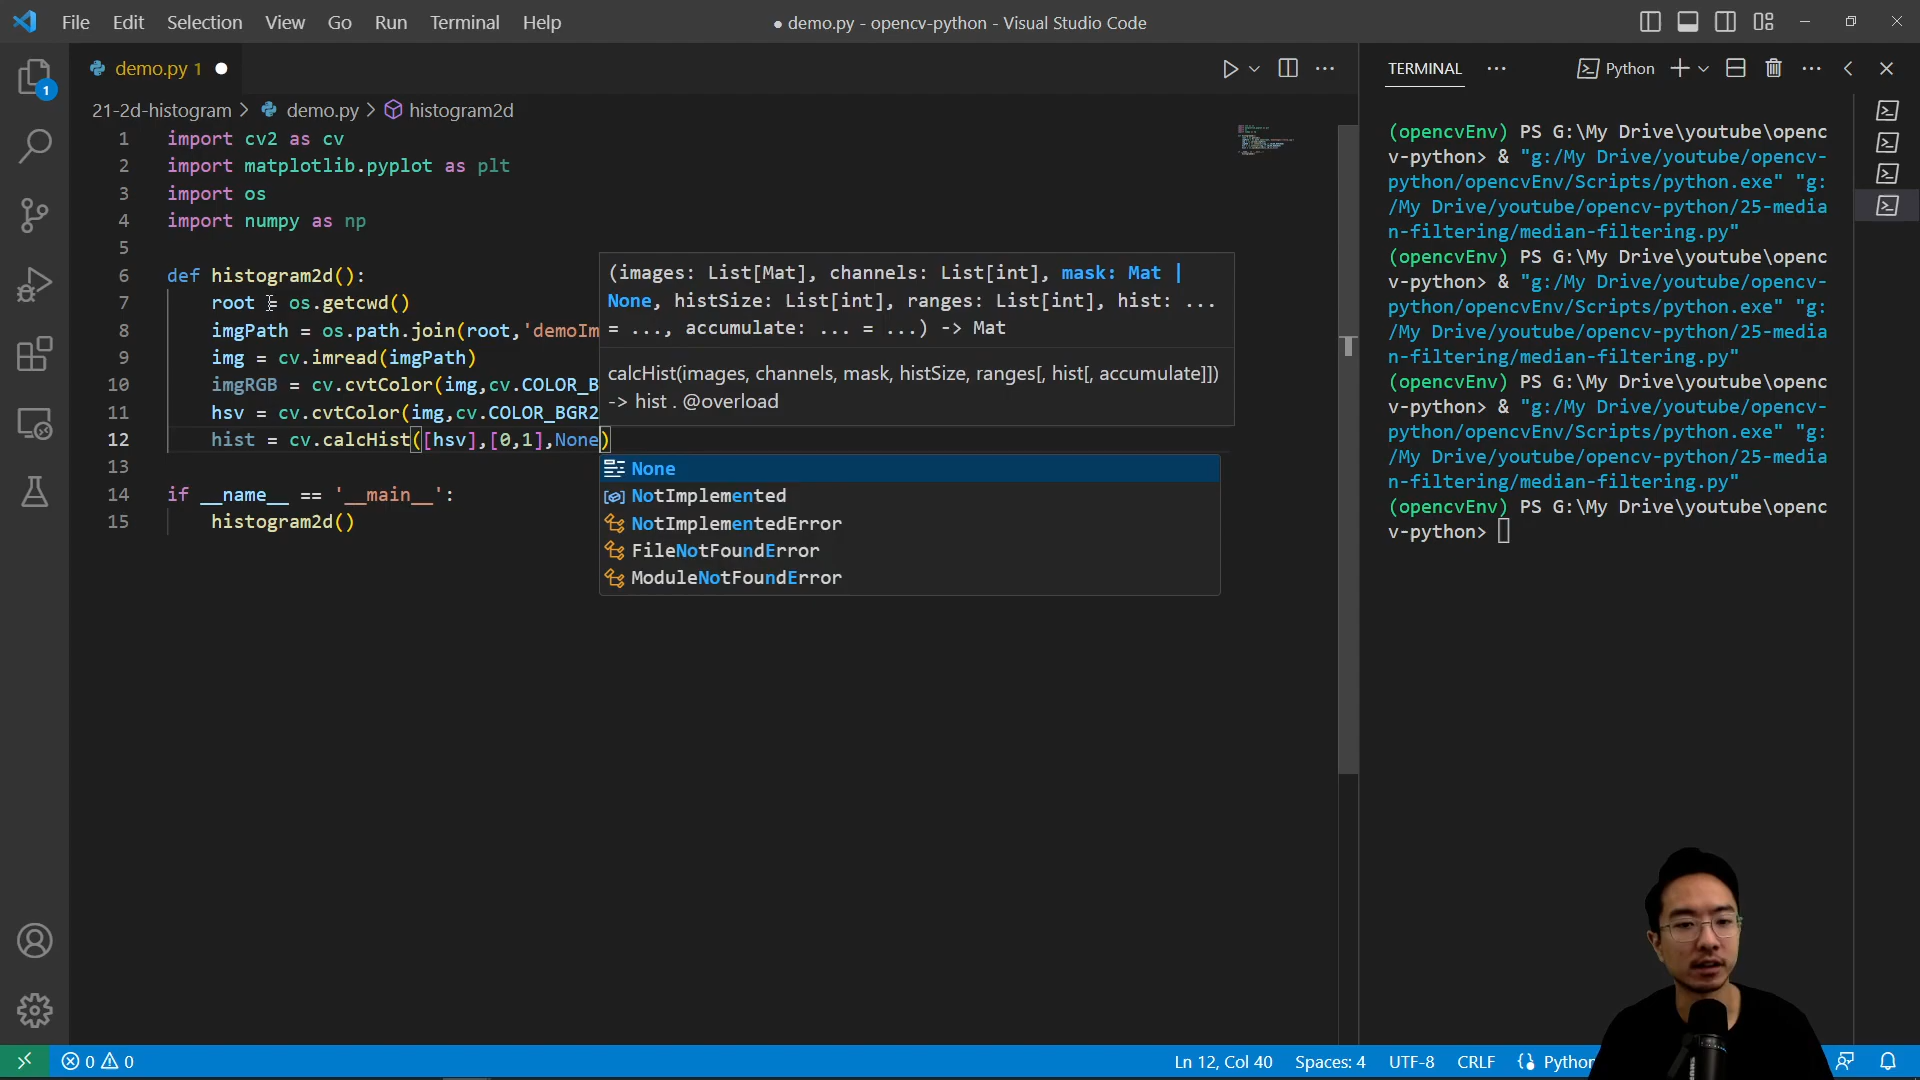 File Edit Selection View Go Run Terminal Help
● demo.py - opencv-python - Visual Studio Code
demo.py 1
21-2d-histogram > demo.py > histogram2d
1 import cv2 as cv
2 import matplotlib.pyplot as plt
3 import os
4 import numpy as np
5
6 def histogram2d():
7 root = os.getcwd()
8 imgPath = os.path.join(root,'demoIm
9 img = cv.imread(imgPath)
10 imgRGB = cv.cvtColor(img,cv.COLOR_B
11 hsv = cv.cvtColor(img,cv.COLOR_BGR2
12 hist = cv.calcHist([hsv],[0,1],None)
13
14 if __name__ == '__main__':
15 histogram2d()
(images: List[Mat], channels: List[int], mask: Mat |
None, histSize: List[int], ranges: List[int], hist: ...
= ..., accumulate: ... = ...) -> Mat
calcHist(images, channels, mask, histSize, ranges[, hist[, accumulate]])
-> hist . @overload
None
NotImplemented
NotImplementedError
FileNotFoundError
ModuleNotFoundError
TERMINAL
Python
(opencvEnv) PS G:\My Drive\youtube\openc
v-python> & "g:/My Drive/youtube/opencv-
python/opencvEnv/Scripts/python.exe" "g:
/My Drive/youtube/opencv-python/25-media
n-filtering/median-filtering.py"
(opencvEnv) PS G:\My Drive\youtube\openc
v-python> & "g:/My Drive/youtube/opencv-
python/opencvEnv/Scripts/python.exe" "g:
/My Drive/youtube/opencv-python/25-media
n-filtering/median-filtering.py"
(opencvEnv) PS G:\My Drive\youtube\openc
v-python> & "g:/My Drive/youtube/opencv-
python/opencvEnv/Scripts/python.exe" "g:
/My Drive/youtube/opencv-python/25-media
n-filtering/median-filtering.py"
(opencvEnv) PS G:\My Drive\youtube\openc
v-python>
1
0 0
Ln 12, Col 40 Spaces: 4 UTF-8 CRLF Python